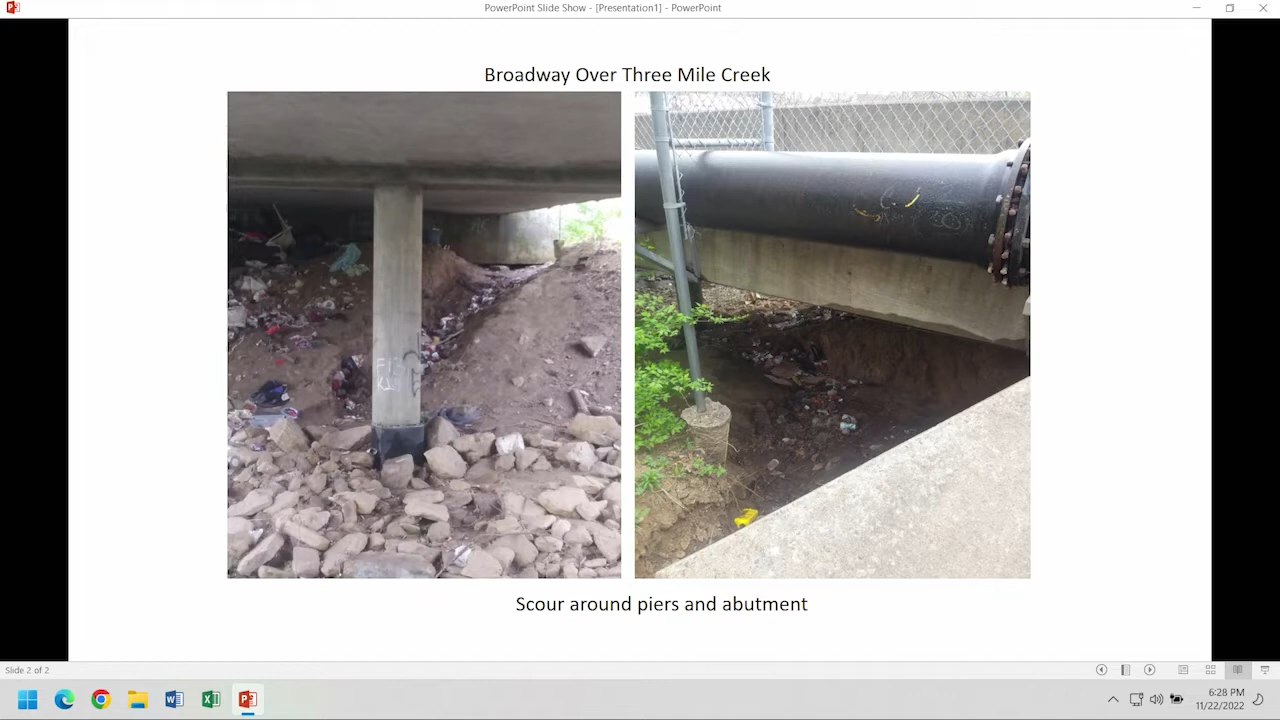 PowerPoint Slide Show - [Presentation1] - PowerPoint
Broadway Over Three Mile Creek
Scour around piers and abutment
Slide 2 of 2
6:28 PM
11/22/2022